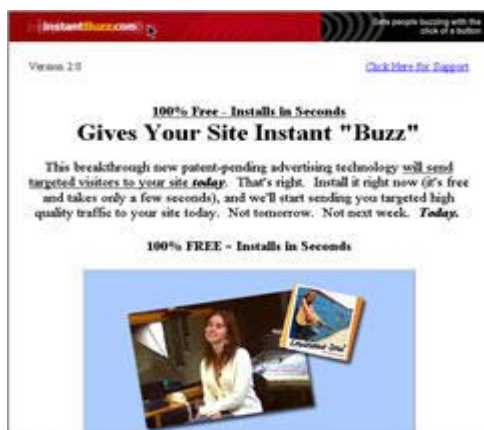 InstantBuzz.com
Gets people buzzing with the
click of a button
Version 2.0
Click Here for Support
100% Free - Installs in Seconds
Gives Your Site Instant "Buzz"
This breakthrough new patent-pending advertising technology will send
targeted visitors to your site today. That's right. Install it right now (it's free
and takes only a few seconds), and we'll start sending you targeted high
quality traffic to your site today. Not tomorrow. Not next week. Today.
100% FREE - Installs in Seconds